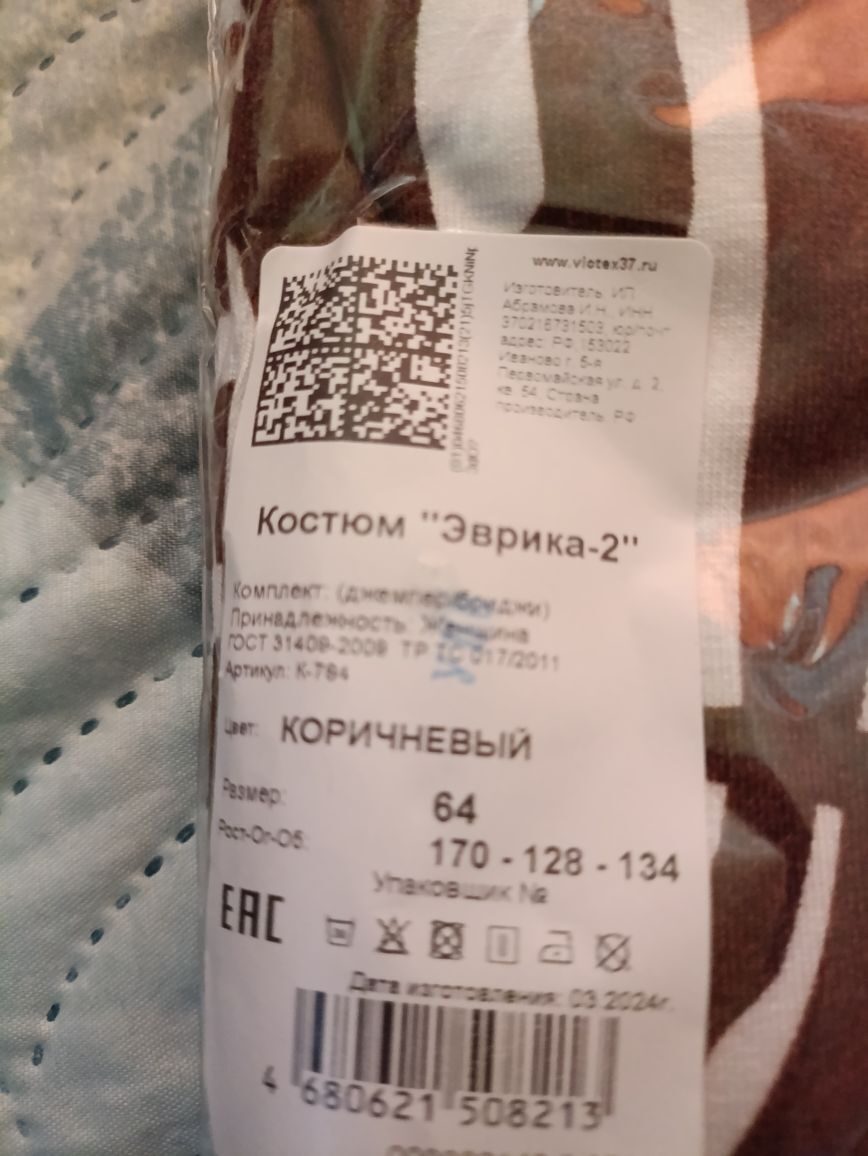 www.viotex37.ru
Изготовитель: ИП
Абрамова И.Н., ИНН
370216731503, юр/почт
адрес: РФ, 153022
Иваново г. 5-я
Первомайская ул. д. 2,
кв. 54. Страна
производитель: РФ
Костюм "Эврика-2"
Комплект: (джемпер/бриджи)
Принадлежность: Женщина
ГОСТ 31409-2009 ТР ТС 017/2011
Артикул: К-784
Цвет: КОРИЧНЕВЫЙ
Размер: 64
Рост-Ог-Об: 170 - 128 - 134
Упаковщик №
EAC
Дата изготовления: 03.2024г.
4 680621 508213